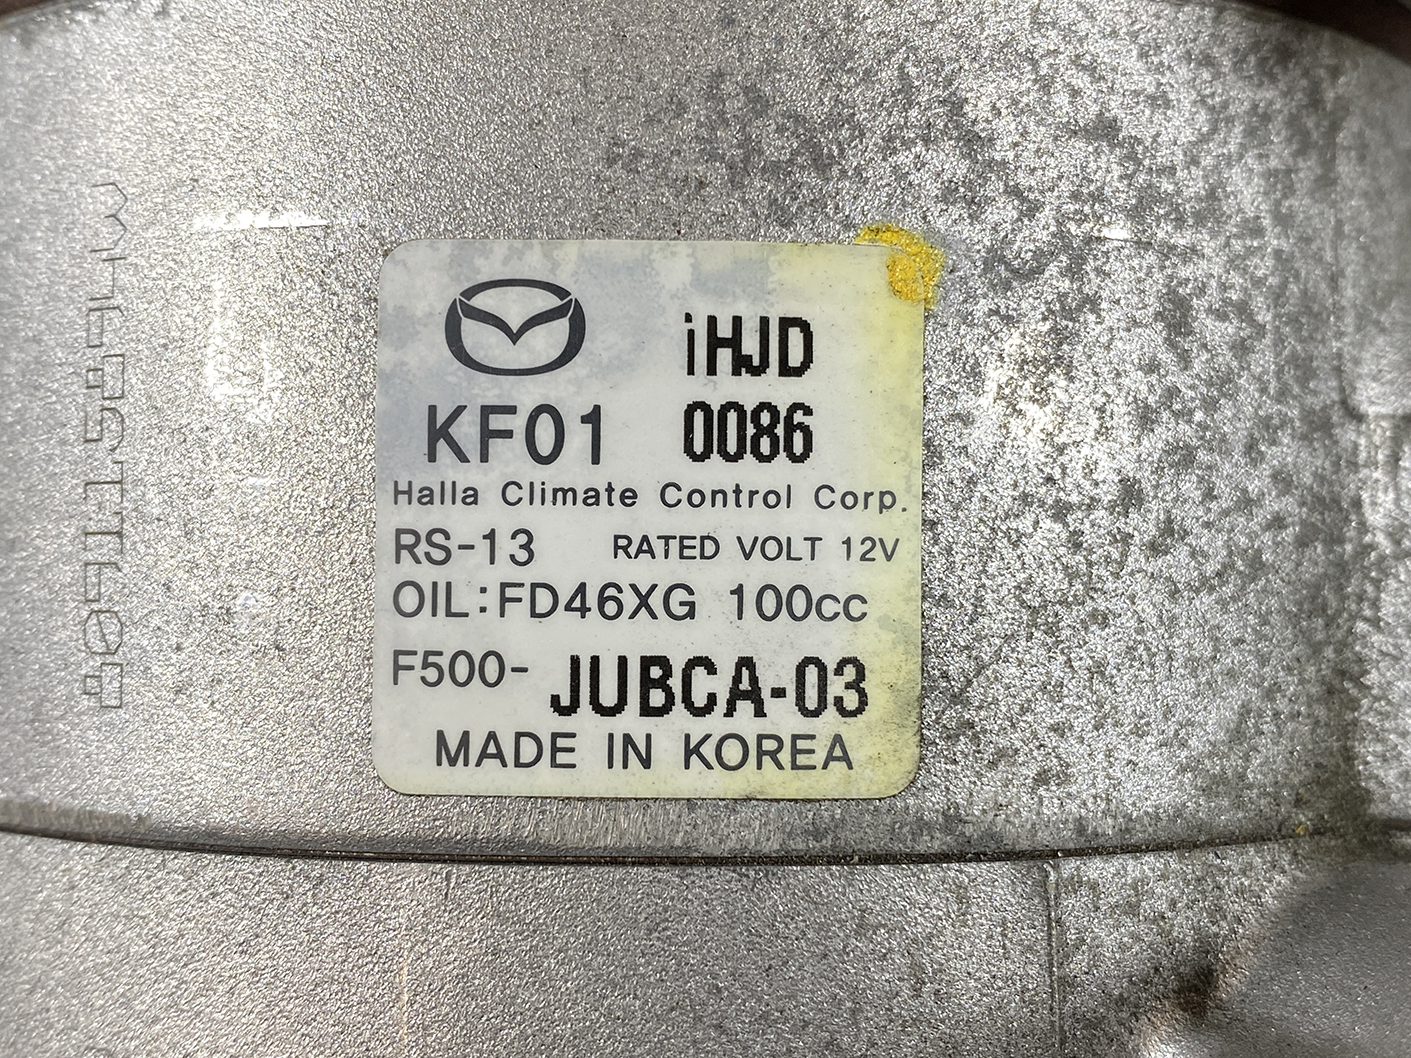 iHJD
KF01 0086
Halla Climate Control Corp.
RS-13 RATED VOLT 12V
OIL:FD46XG 100cc
F500-JUBCA-03
MADE IN KOREA